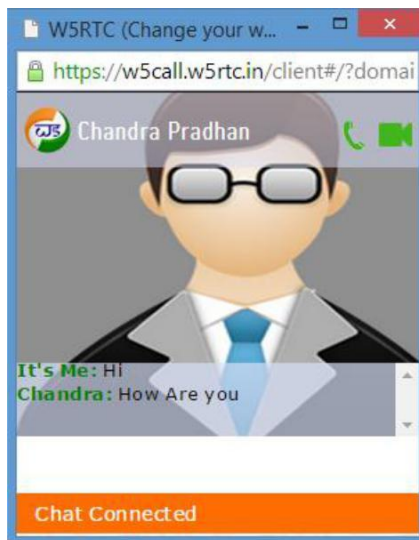 W5RTC (Change your w...
https://w5call.w5rtc.in/client#/?domai
Chandra Pradhan
It's Me: Hi
Chandra: How Are you
Chat Connected